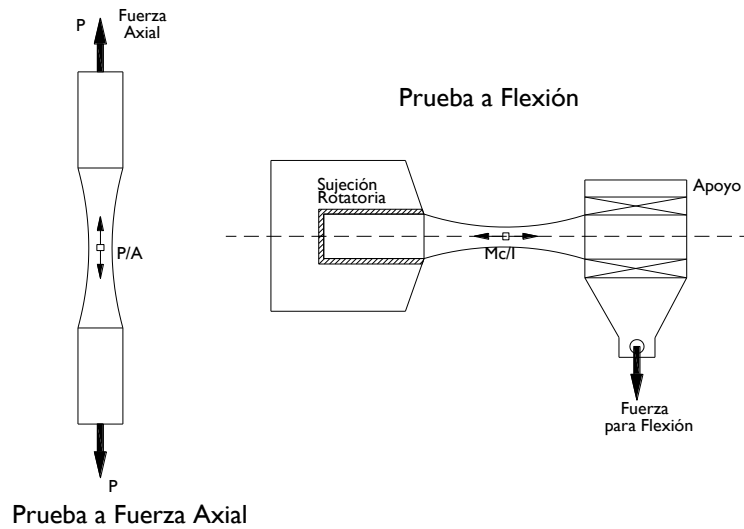 P
Fuerza
Axial
P/A
P
Prueba a Fuerza Axial
Prueba a Flexión
Sujeción
Rotatoria
Mc/I
Apoyo
Fuerza
para Flexión